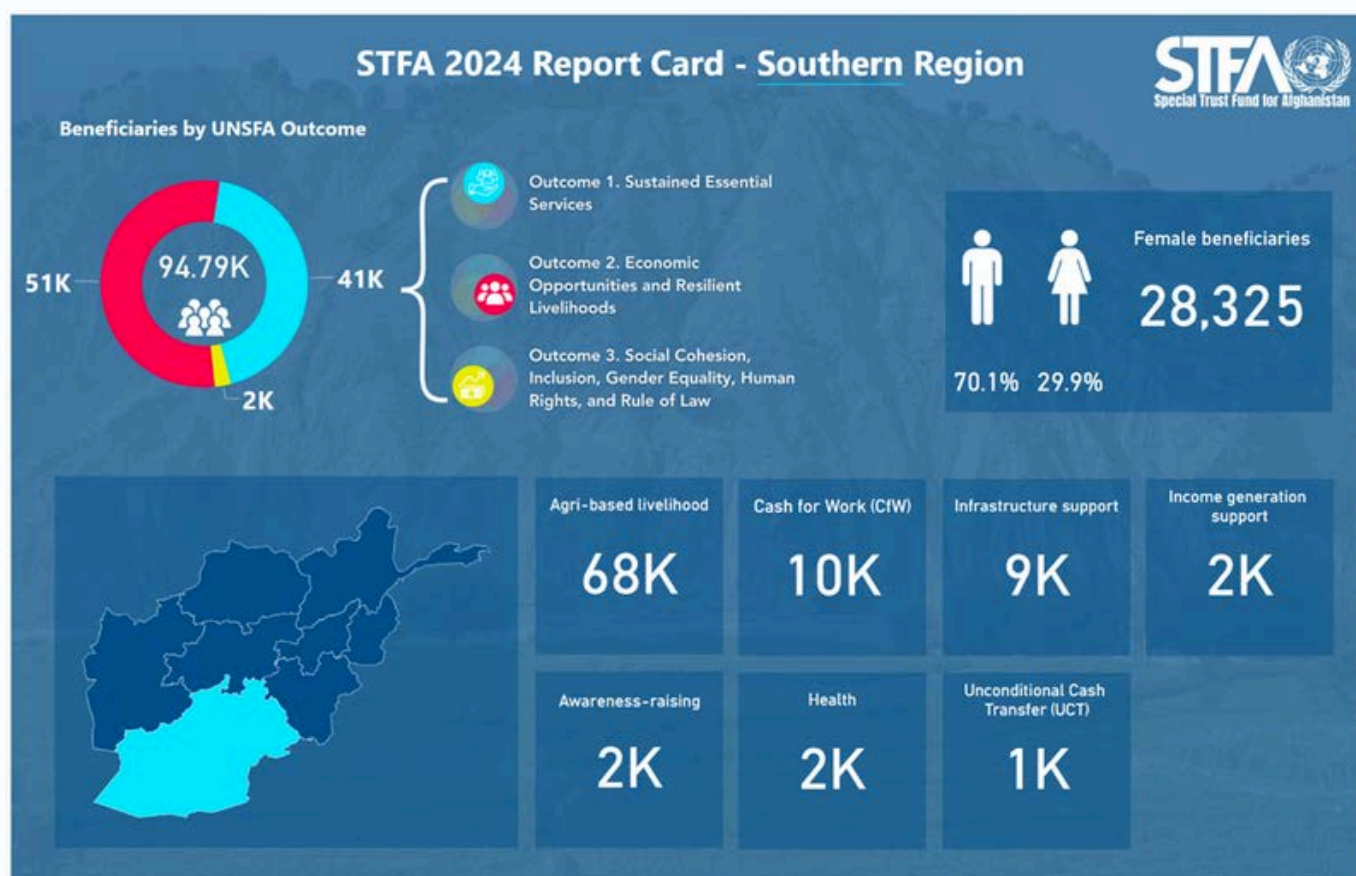 STFA 2024 Report Card - Southern Region
STFA
Special Trust Fund for Afghanistan
Beneficiaries by UNSFA Outcome
94.79K
51K
41K
2K
Outcome 1. Sustained Essential
Services
Outcome 2. Economic
Opportunities and Resilient
Livelihoods
Outcome 3. Social Cohesion,
Inclusion, Gender Equality, Human
Rights, and Rule of Law
Female beneficiaries
28,325
70.1%
29.9%
Agri-based livelihood
68K
Cash for Work (CfW)
10K
Infrastructure support
9K
Income generation
support
2K
Awareness-raising
2K
Health
2K
Unconditional Cash
Transfer (UCT)
1K